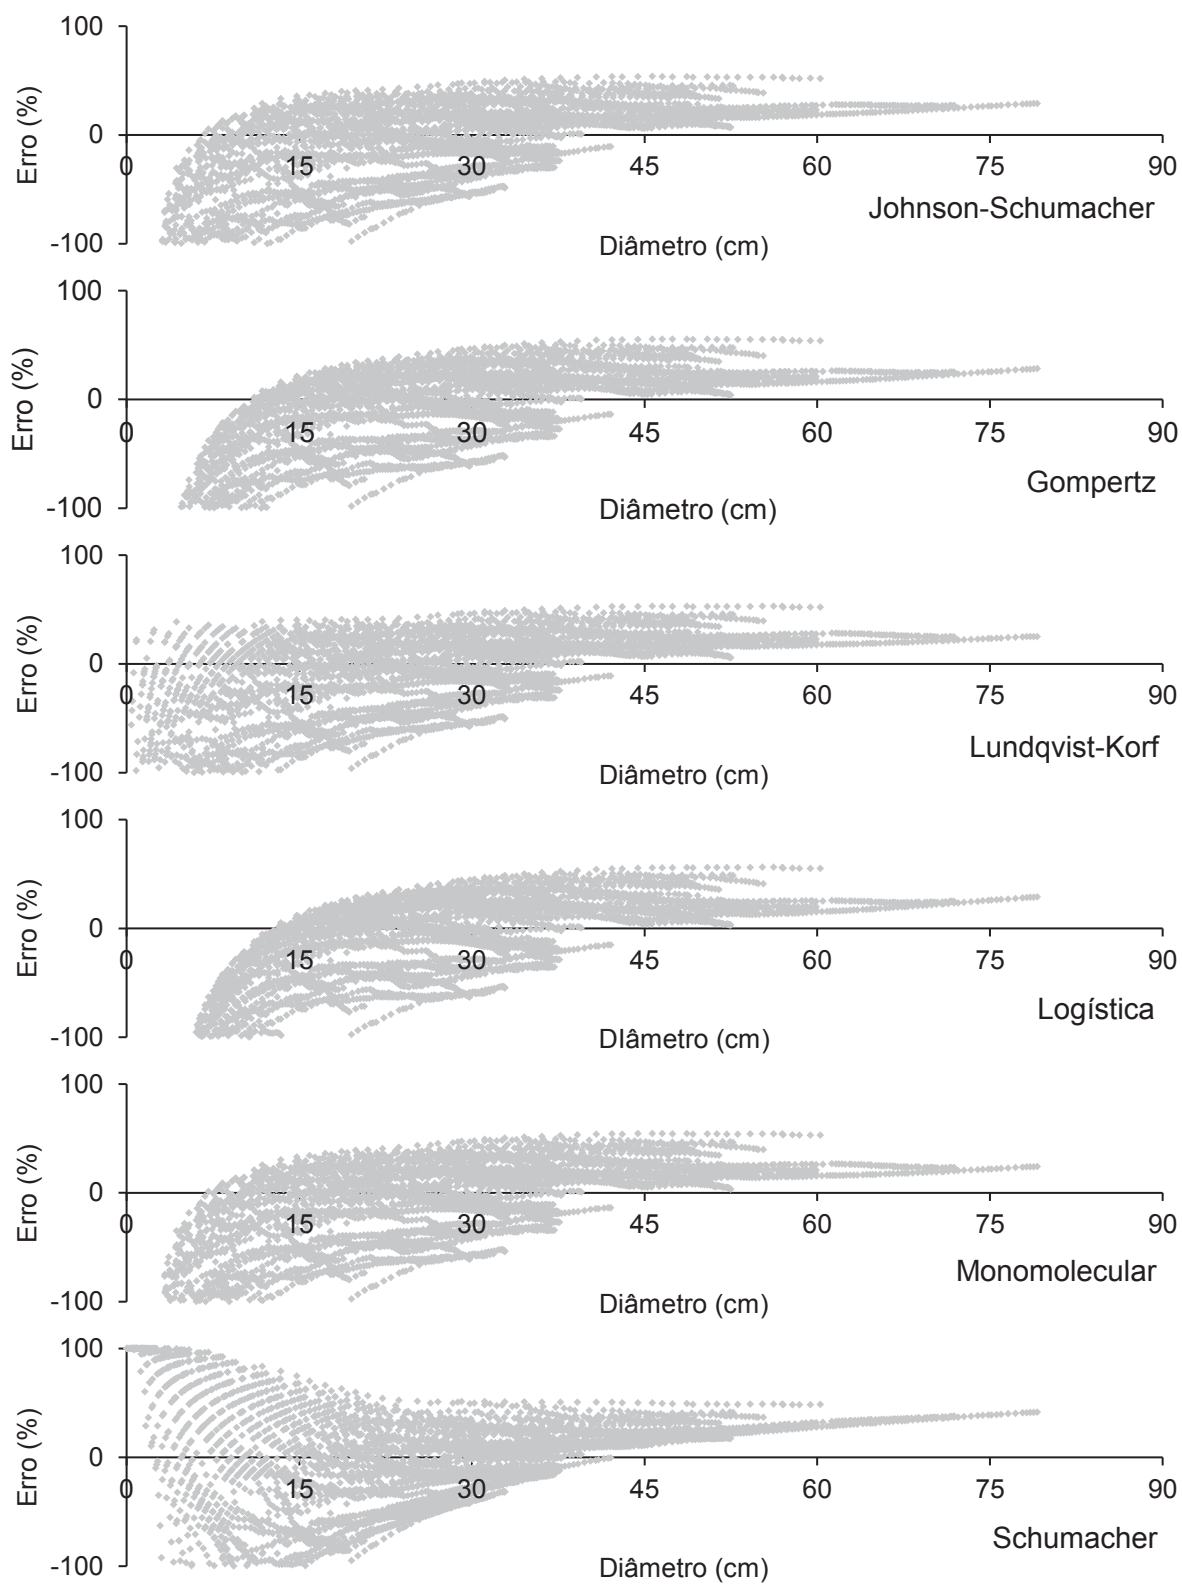 100
Erro (%)
0
0 15 30 45 60 75 90
Johnson-Schumacher
-100
Diâmetro (cm)
100
Erro (%)
0
0 15 30 45 60 75 90
Gompertz
-100
Diâmetro (cm)
100
Erro (%)
0
0 15 30 45 60 75 90
Lundqvist-Korf
-100
Diâmetro (cm)
100
Erro (%)
0
0 15 30 45 60 75 90
Logística
-100
DIâmetro (cm)
100
Erro (%)
0
0 15 30 45 60 75 90
Monomolecular
-100
Diâmetro (cm)
100
Erro (%)
0
0 15 30 45 60 75 90
Schumacher
-100
Diâmetro (cm)